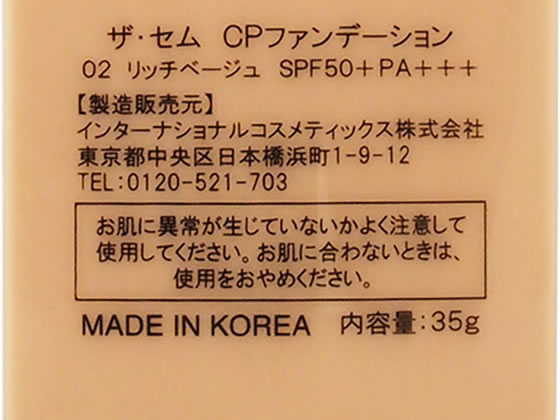 ザ・セム CPファンデーション
02 リッチベージュ SPF50+PA+++
【製造販売元】
インターナショナルコスメティックス株式会社
東京都中央区日本橋浜町1-9-12
TEL:0120-521-703
お肌に異常が生じていないかよく注意して
使用してください。お肌に合わないときは、
使用をおやめください。
MADE IN KOREA 内容量:35g